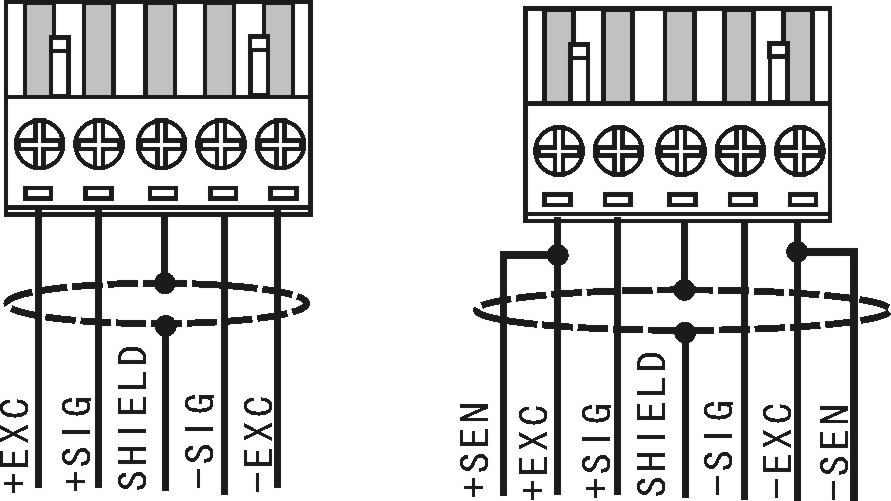 +EXC
+SIG
SHIELD
-SIG
-EXC
+SEN
+EXC
+SIG
SHIELD
-SIG
-EXC
-SEN